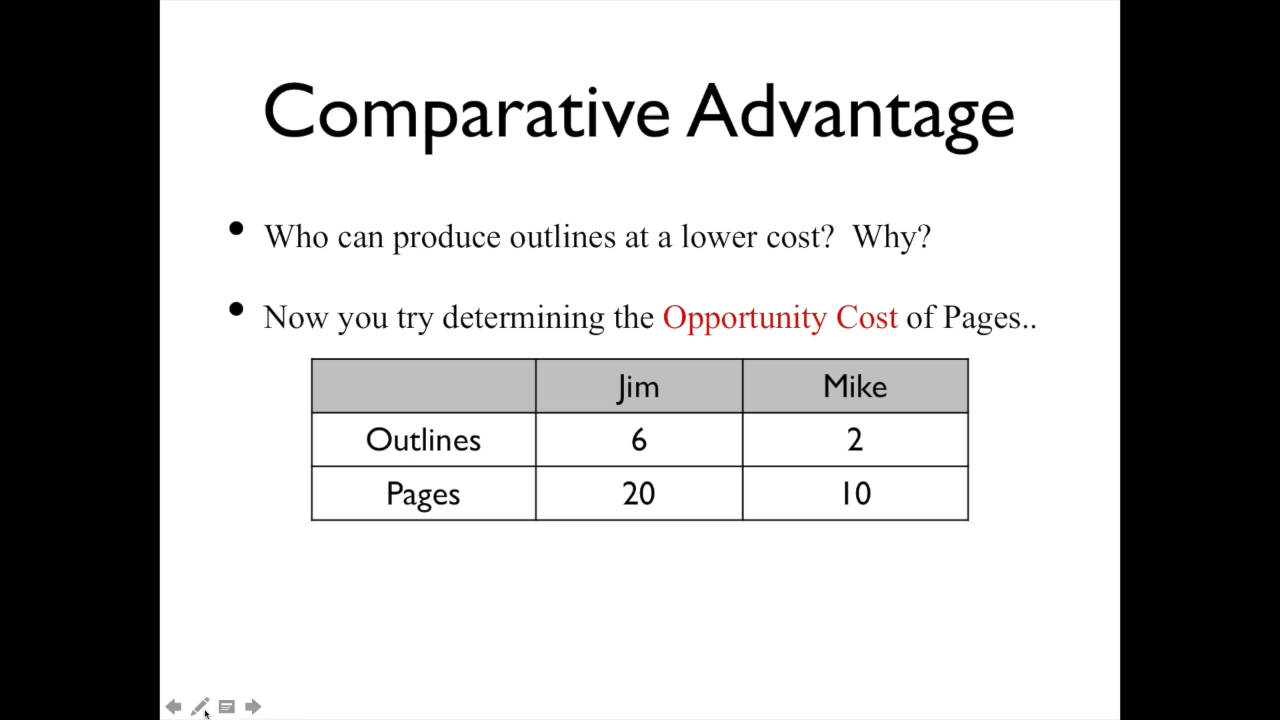 Comparative Advantage
• Who can produce outlines at a lower cost?  Why?
• Now you try determining the Opportunity Cost of Pages..
Jim Mike
Outlines 6 2
Pages 20 10